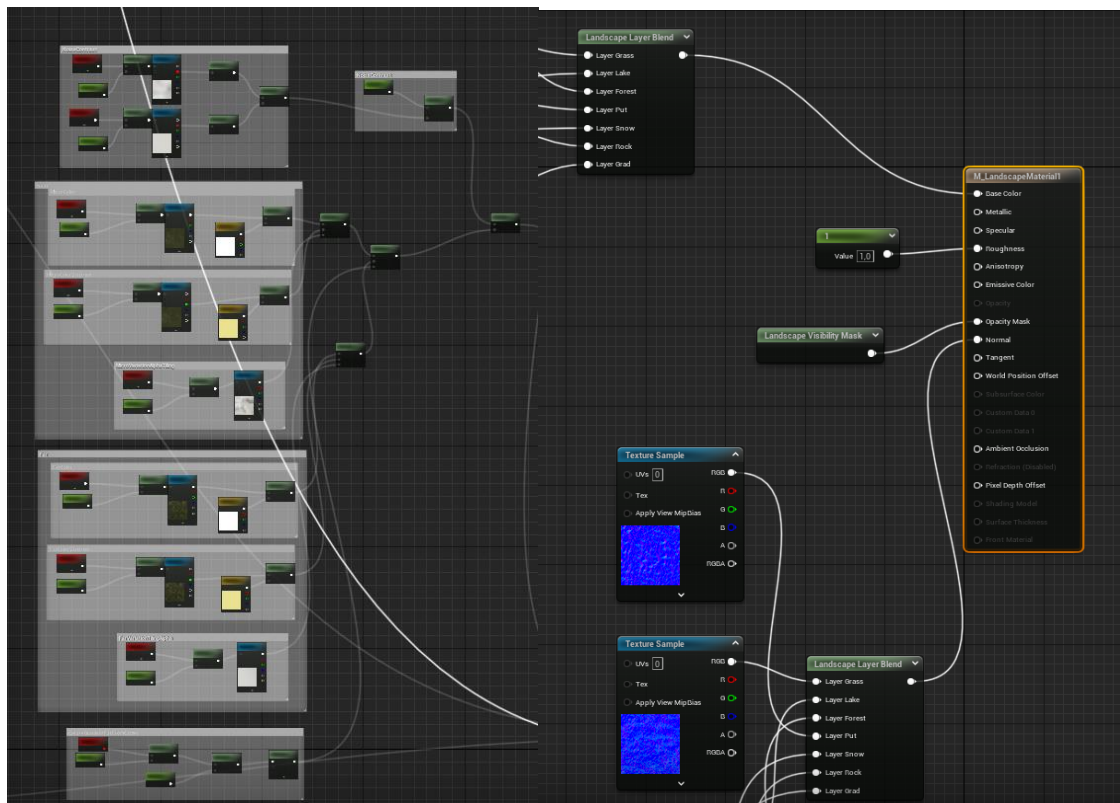 Landscape Layer Blend
Layer Grass
Layer Lake
Layer Forest
Layer Put
Layer Snow
Layer Rock
Layer Grad
M_LandscapeMaterial1
Base Color
Metallic
Specular
Roughness
Anisotropy
Emissive Color
Opacity
Opacity Mask
Normal
Tangent
World Position Offset
Subsurface Color
Custom Data 0
Custom Data 1
Ambient Occlusion
Refraction (Disabled)
Pixel Depth Offset
Shading Model
Surface Thickness
Front Material
1
Value 1,0
Landscape Visibility Mask
Texture Sample
UVs 0 RGB
Tex R
Apply View MipBias G
B
A
RGBA
Texture Sample
UVs 0 RGB
Tex R
Apply View MipBias G
B
A
RGBA
Landscape Layer Blend
Layer Grass
Layer Lake
Layer Forest
Layer Put
Layer Snow
Layer Rock
Layer Grad